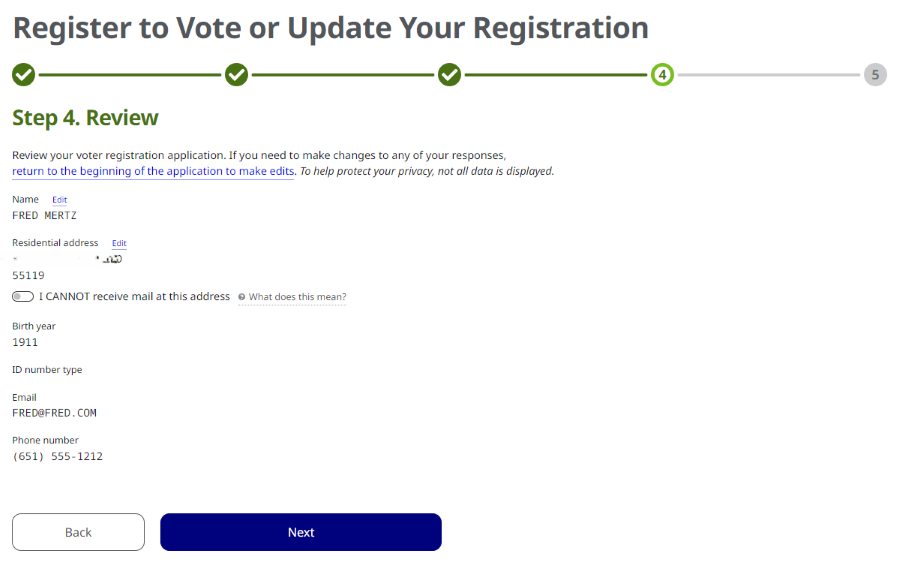 Register to Vote or Update Your Registration
4 5
Step 4. Review
Review your voter registration application. If you need to make changes to any of your responses,
return to the beginning of the application to make edits. To help protect your privacy, not all data is displayed.
Name Edit
FRED MERTZ
Residential address Edit
55119
I CANNOT receive mail at this address ? What does this mean?
Birth year
1911
ID number type
Email
FRED@FRED.COM
Phone number
(651) 555-1212
Back Next